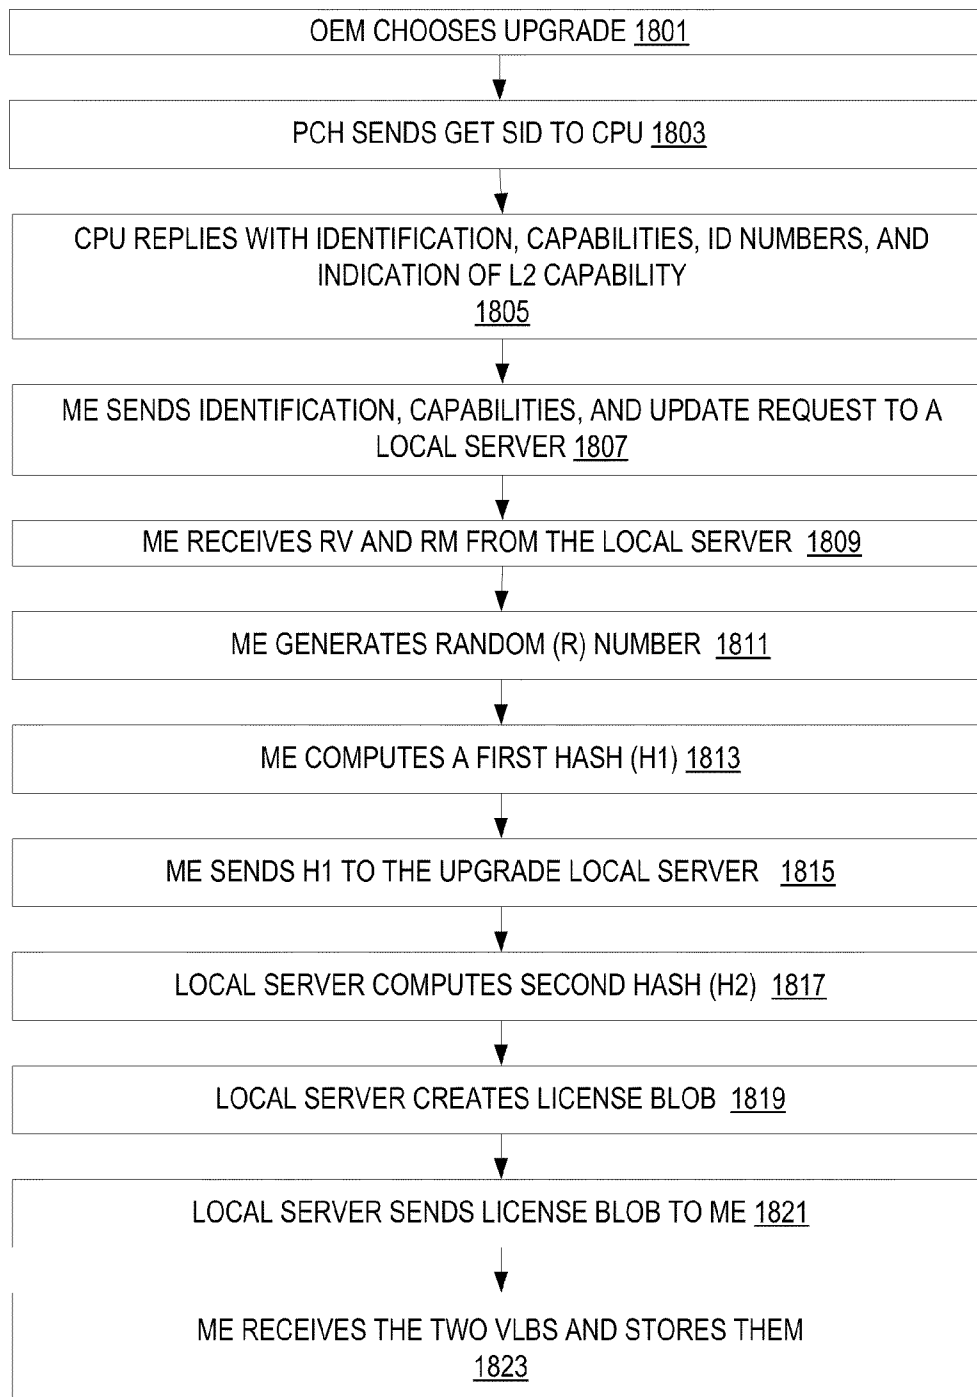 OEM CHOOSES UPGRADE 1801
PCH SENDS GET SID TO CPU 1803
CPU REPLIES WITH IDENTIFICATION, CAPABILITIES, ID NUMBERS, AND
INDICATION OF L2 CAPABILITY
1805
ME SENDS IDENTIFICATION, CAPABILITIES, AND UPDATE REQUEST TO A
LOCAL SERVER 1807
ME RECEIVES RV AND RM FROM THE LOCAL SERVER 1809
ME GENERATES RANDOM (R) NUMBER 1811
ME COMPUTES A FIRST HASH (H1) 1813
ME SENDS H1 TO THE UPGRADE LOCAL SERVER 1815
LOCAL SERVER COMPUTES SECOND HASH (H2) 1817
LOCAL SERVER CREATES LICENSE BLOB 1819
LOCAL SERVER SENDS LICENSE BLOB TO ME 1821
ME RECEIVES THE TWO VLBS AND STORES THEM
1823